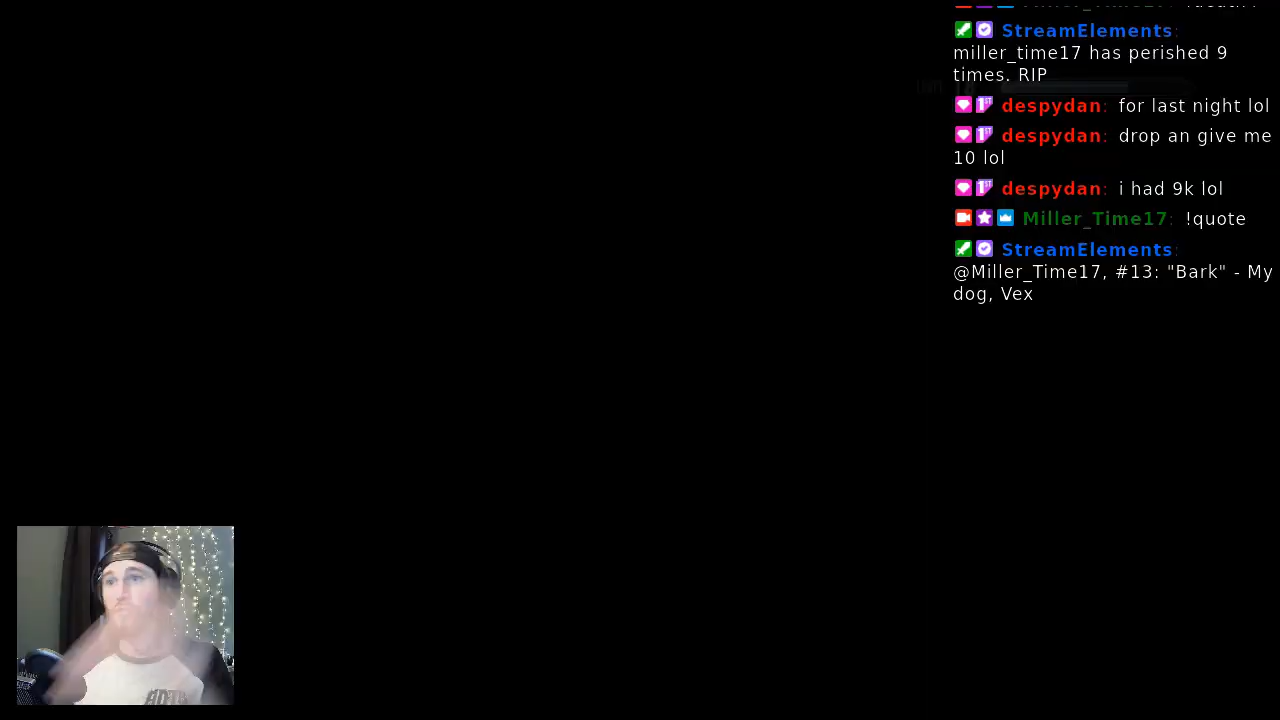 StreamElements:
miller_time17 has perished 9
times. RIP
despydan: for last night lol
despydan: drop an give me
10 lol
despydan: i had 9k lol
Miller_Time17: !quote
StreamElements:
@Miller_Time17, #13: "Bark" - My
dog, Vex